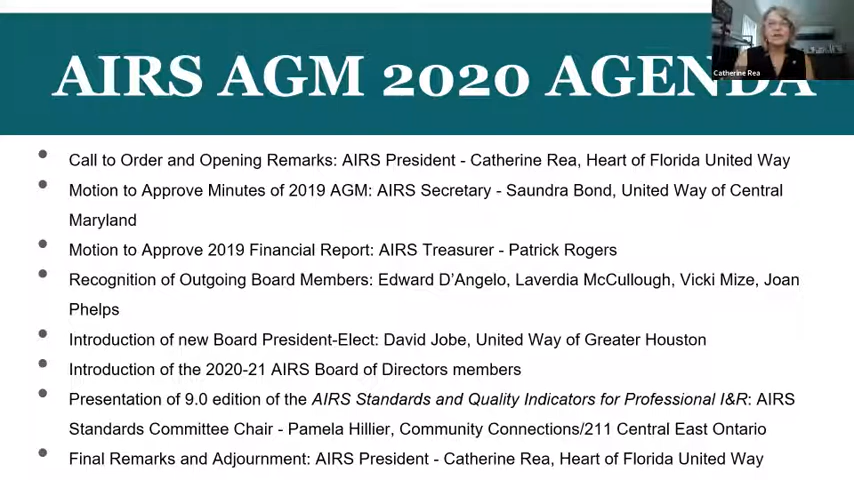 AIRS AGM 2020 AGENDA
Catherine Rea
• Call to Order and Opening Remarks: AIRS President - Catherine Rea, Heart of Florida United Way
• Motion to Approve Minutes of 2019 AGM: AIRS Secretary - Saundra Bond, United Way of Central
Maryland
• Motion to Approve 2019 Financial Report: AIRS Treasurer - Patrick Rogers
• Recognition of Outgoing Board Members: Edward D’Angelo, Laverdia McCullough, Vicki Mize, Joan
Phelps
• Introduction of new Board President-Elect: David Jobe, United Way of Greater Houston
• Introduction of the 2020-21 AIRS Board of Directors members
• Presentation of 9.0 edition of the AIRS Standards and Quality Indicators for Professional I&R: AIRS
Standards Committee Chair - Pamela Hillier, Community Connections/211 Central East Ontario
• Final Remarks and Adjournment: AIRS President - Catherine Rea, Heart of Florida United Way